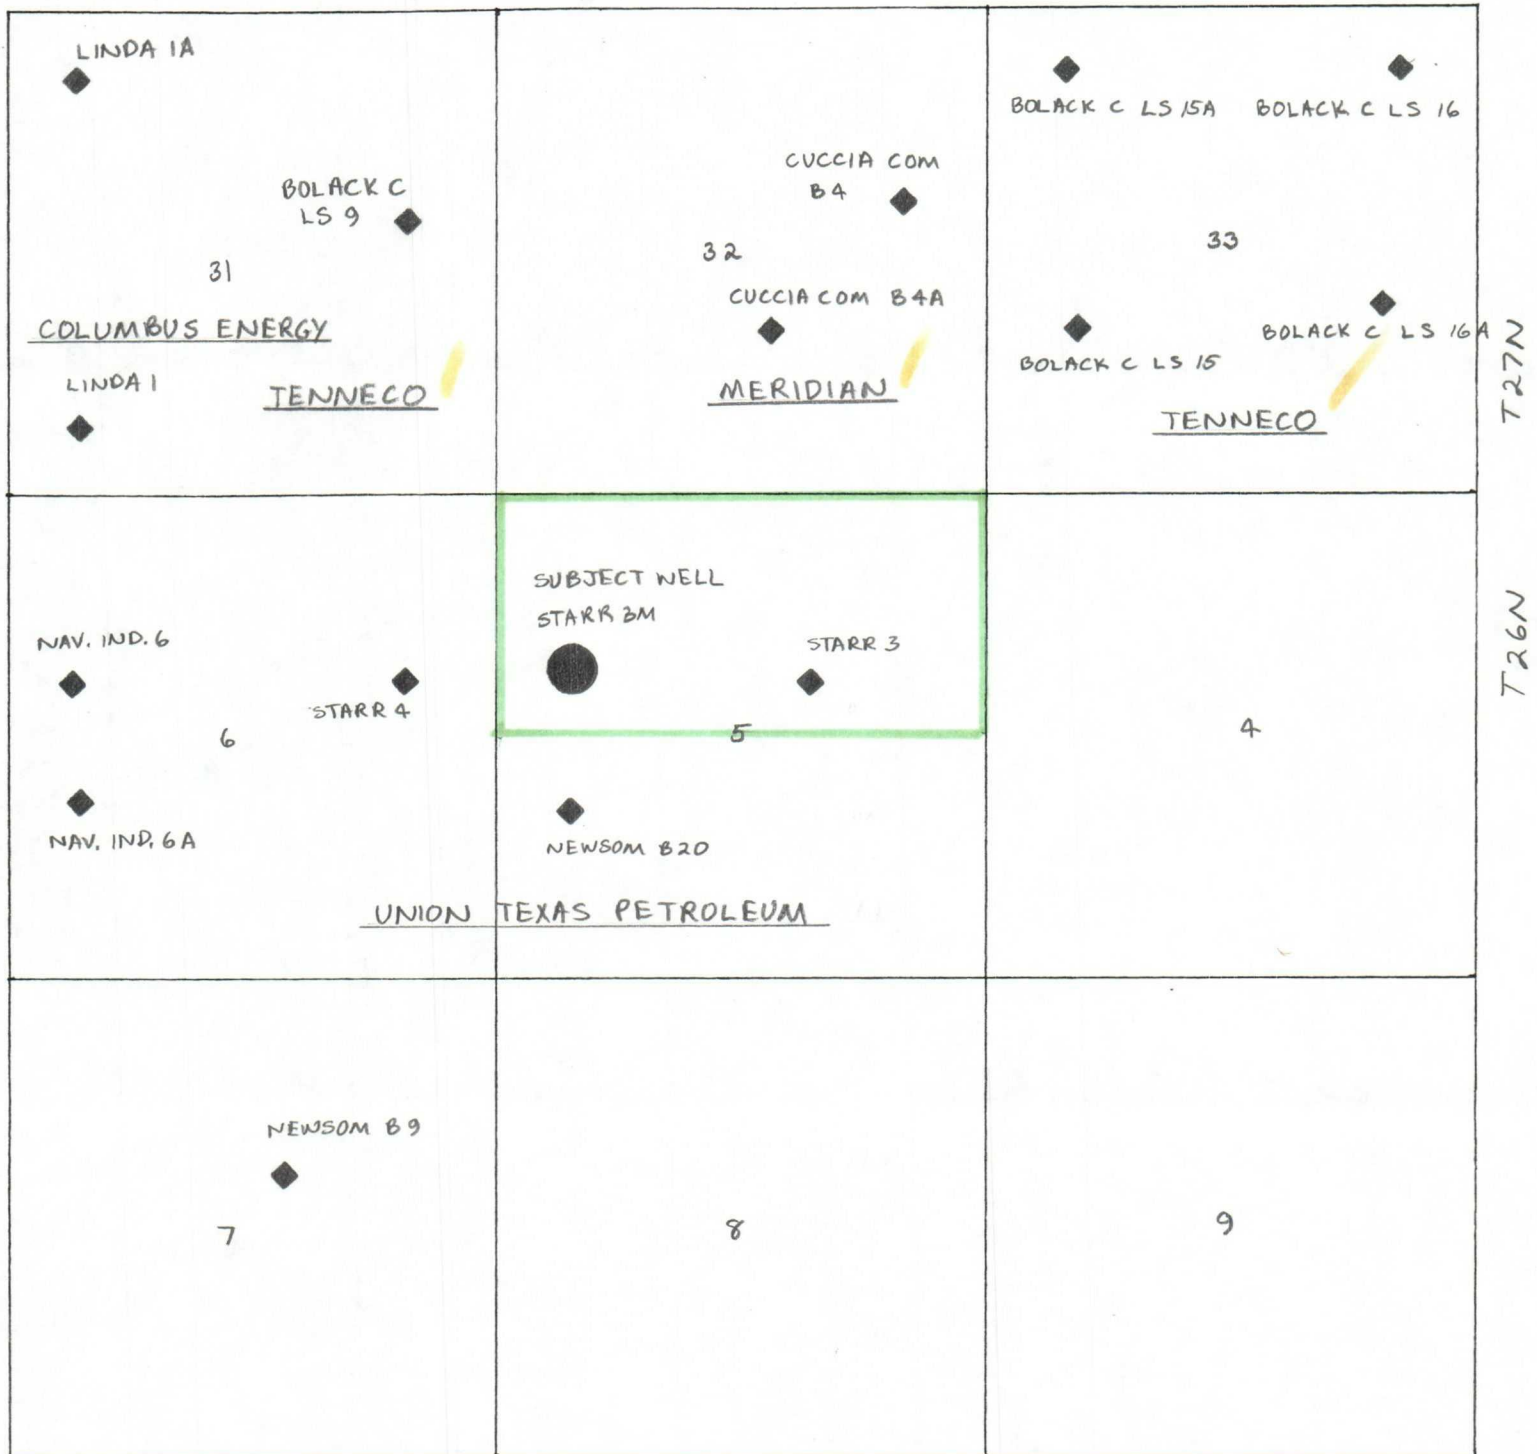 LINDA 1A
BOLACK C
LS 9
31
COLUMBUS ENERGY
LINDA 1
TENNECO
CUCCIA COM
B4
32
CUCCIA COM B4A
MERIDIAN
BOLACK C LS 15A
BOLACK C LS 16
33
BOLACK C LS 15
BOLACK C LS 16A
TENNECO
T27N
NAV. IND. 6
STARR 4
6
NAV. IND. 6A
SUBJECT WELL
STARR 3M
STARR 3
5
NEWSOM B20
UNION TEXAS PETROLEUM
4
T26N
NEWSOM B9
7
8
9